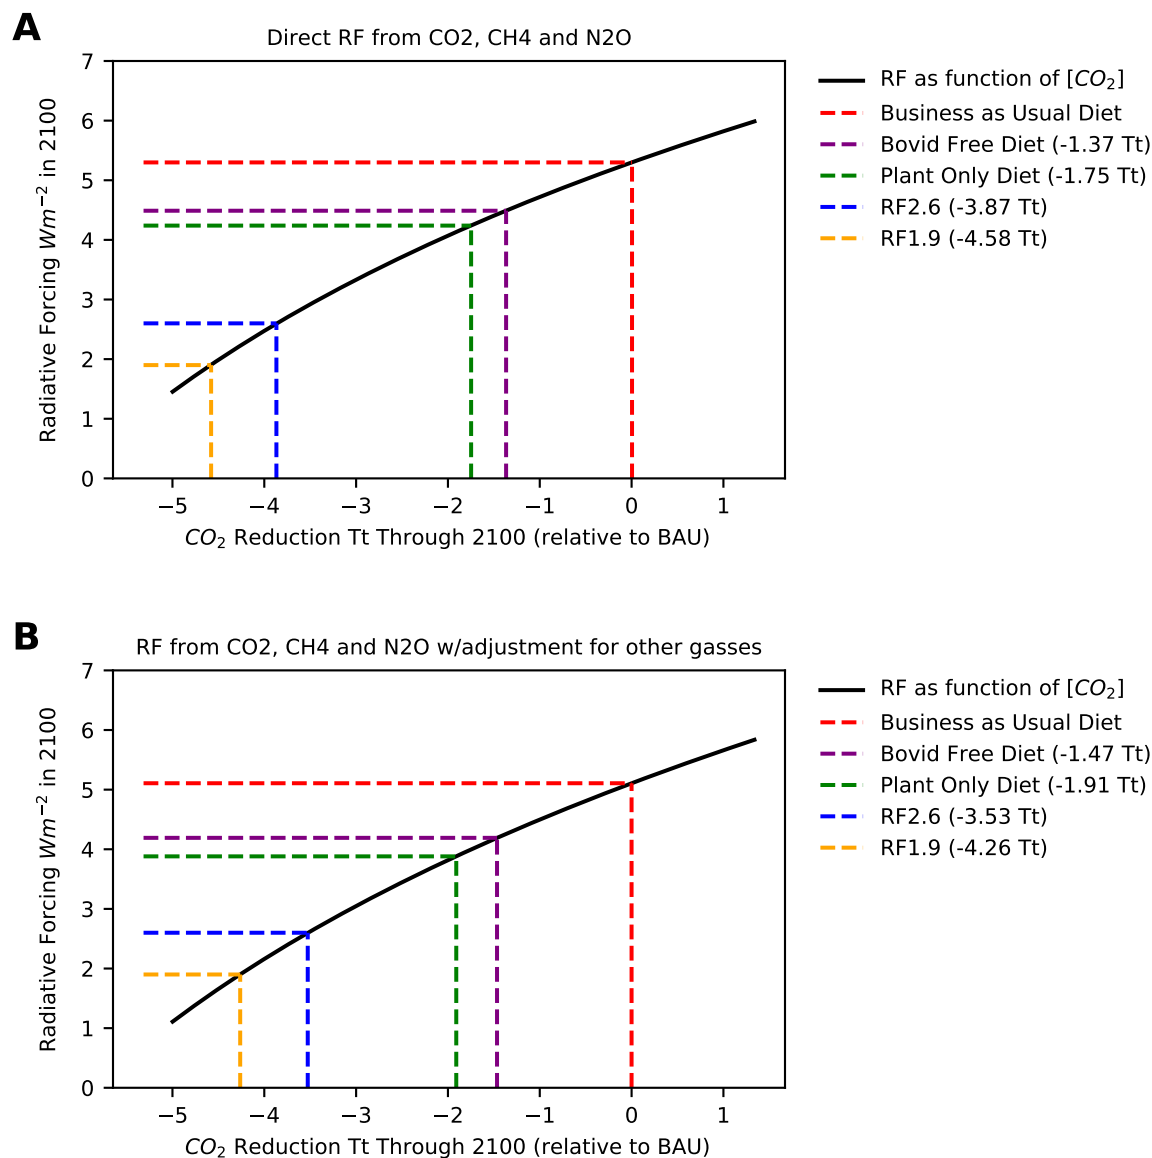 A
Direct RF from CO2, CH4 and N2O
7
6
5
4
3
2
1
0
Radiative Forcing Wm−2 in 2100
−5 −4 −3 −2 −1 0 1
CO2 Reduction Tt Through 2100 (relative to BAU)
RF as function of [CO2]
Business as Usual Diet
Bovid Free Diet (-1.37 Tt)
Plant Only Diet (-1.75 Tt)
RF2.6 (-3.87 Tt)
RF1.9 (-4.58 Tt)
B
RF from CO2, CH4 and N2O w/adjustment for other gasses
7
6
5
4
3
2
1
0
Radiative Forcing Wm−2 in 2100
−5 −4 −3 −2 −1 0 1
CO2 Reduction Tt Through 2100 (relative to BAU)
RF as function of [CO2]
Business as Usual Diet
Bovid Free Diet (-1.47 Tt)
Plant Only Diet (-1.91 Tt)
RF2.6 (-3.53 Tt)
RF1.9 (-4.26 Tt)